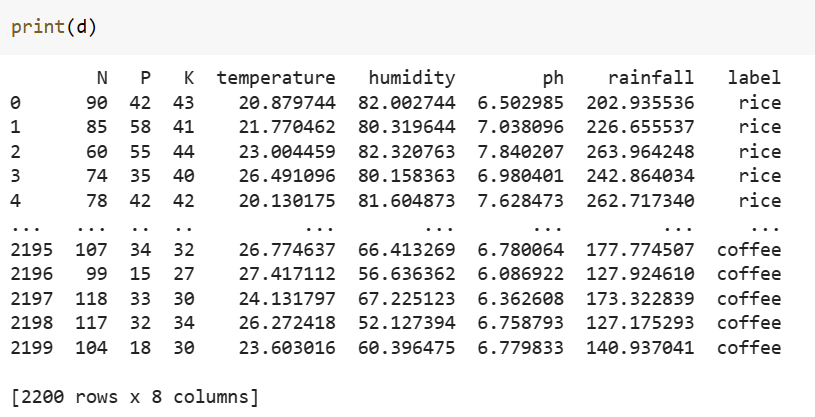 print(d)
N P K temperature humidity ph rainfall label
0 90 42 43 20.879744 82.002744 6.502985 202.935536 rice
1 85 58 41 21.770462 80.319644 7.038096 226.655537 rice
2 60 55 44 23.004459 82.320763 7.840207 263.964248 rice
3 74 35 40 26.491096 80.158363 6.980401 242.864034 rice
4 78 42 42 20.130175 81.604873 7.628473 262.717340 rice
... ... .. .. ... ... ... ... ...
2195 107 34 32 26.774637 66.413269 6.780064 177.774507 coffee
2196 99 15 27 27.417112 56.636362 6.086922 127.924610 coffee
2197 118 33 30 24.131797 67.225123 6.362608 173.322839 coffee
2198 117 32 34 26.272418 52.127394 6.758793 127.175293 coffee
2199 104 18 30 23.603016 60.396475 6.779833 140.937041 coffee
[2200 rows x 8 columns]